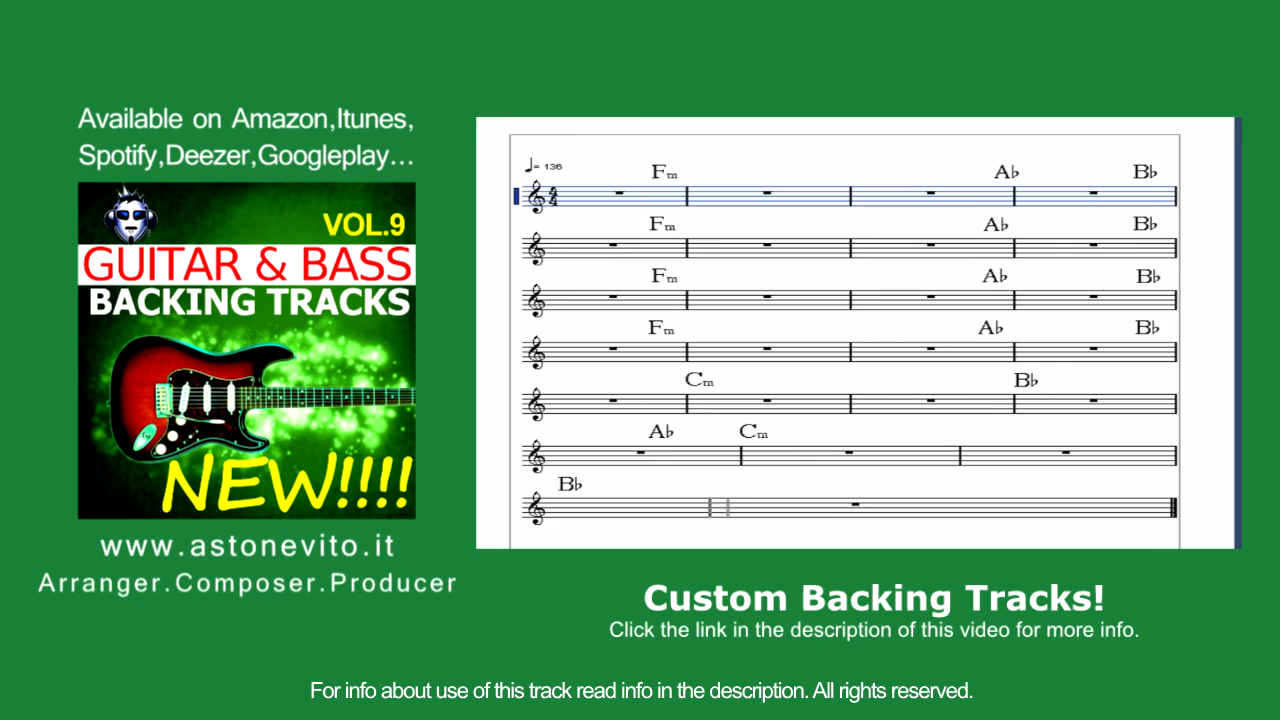 Available on Amazon,Itunes,
Spotify,Deezer,Googleplay...
VOL.9
GUITAR & BASS
BACKING TRACKS
NEW!!!!
www.astonevito.it
Arranger.Composer.Producer
♩= 136
Fm A♭ B♭
4/4
Fm A♭ B♭
Fm A♭ B♭
Fm A♭ B♭
Cm B♭
A♭ Cm
B♭
Custom Backing Tracks!
Click the link in the description of this video for more info.
For info about use of this track read info in the description. All rights reserved.